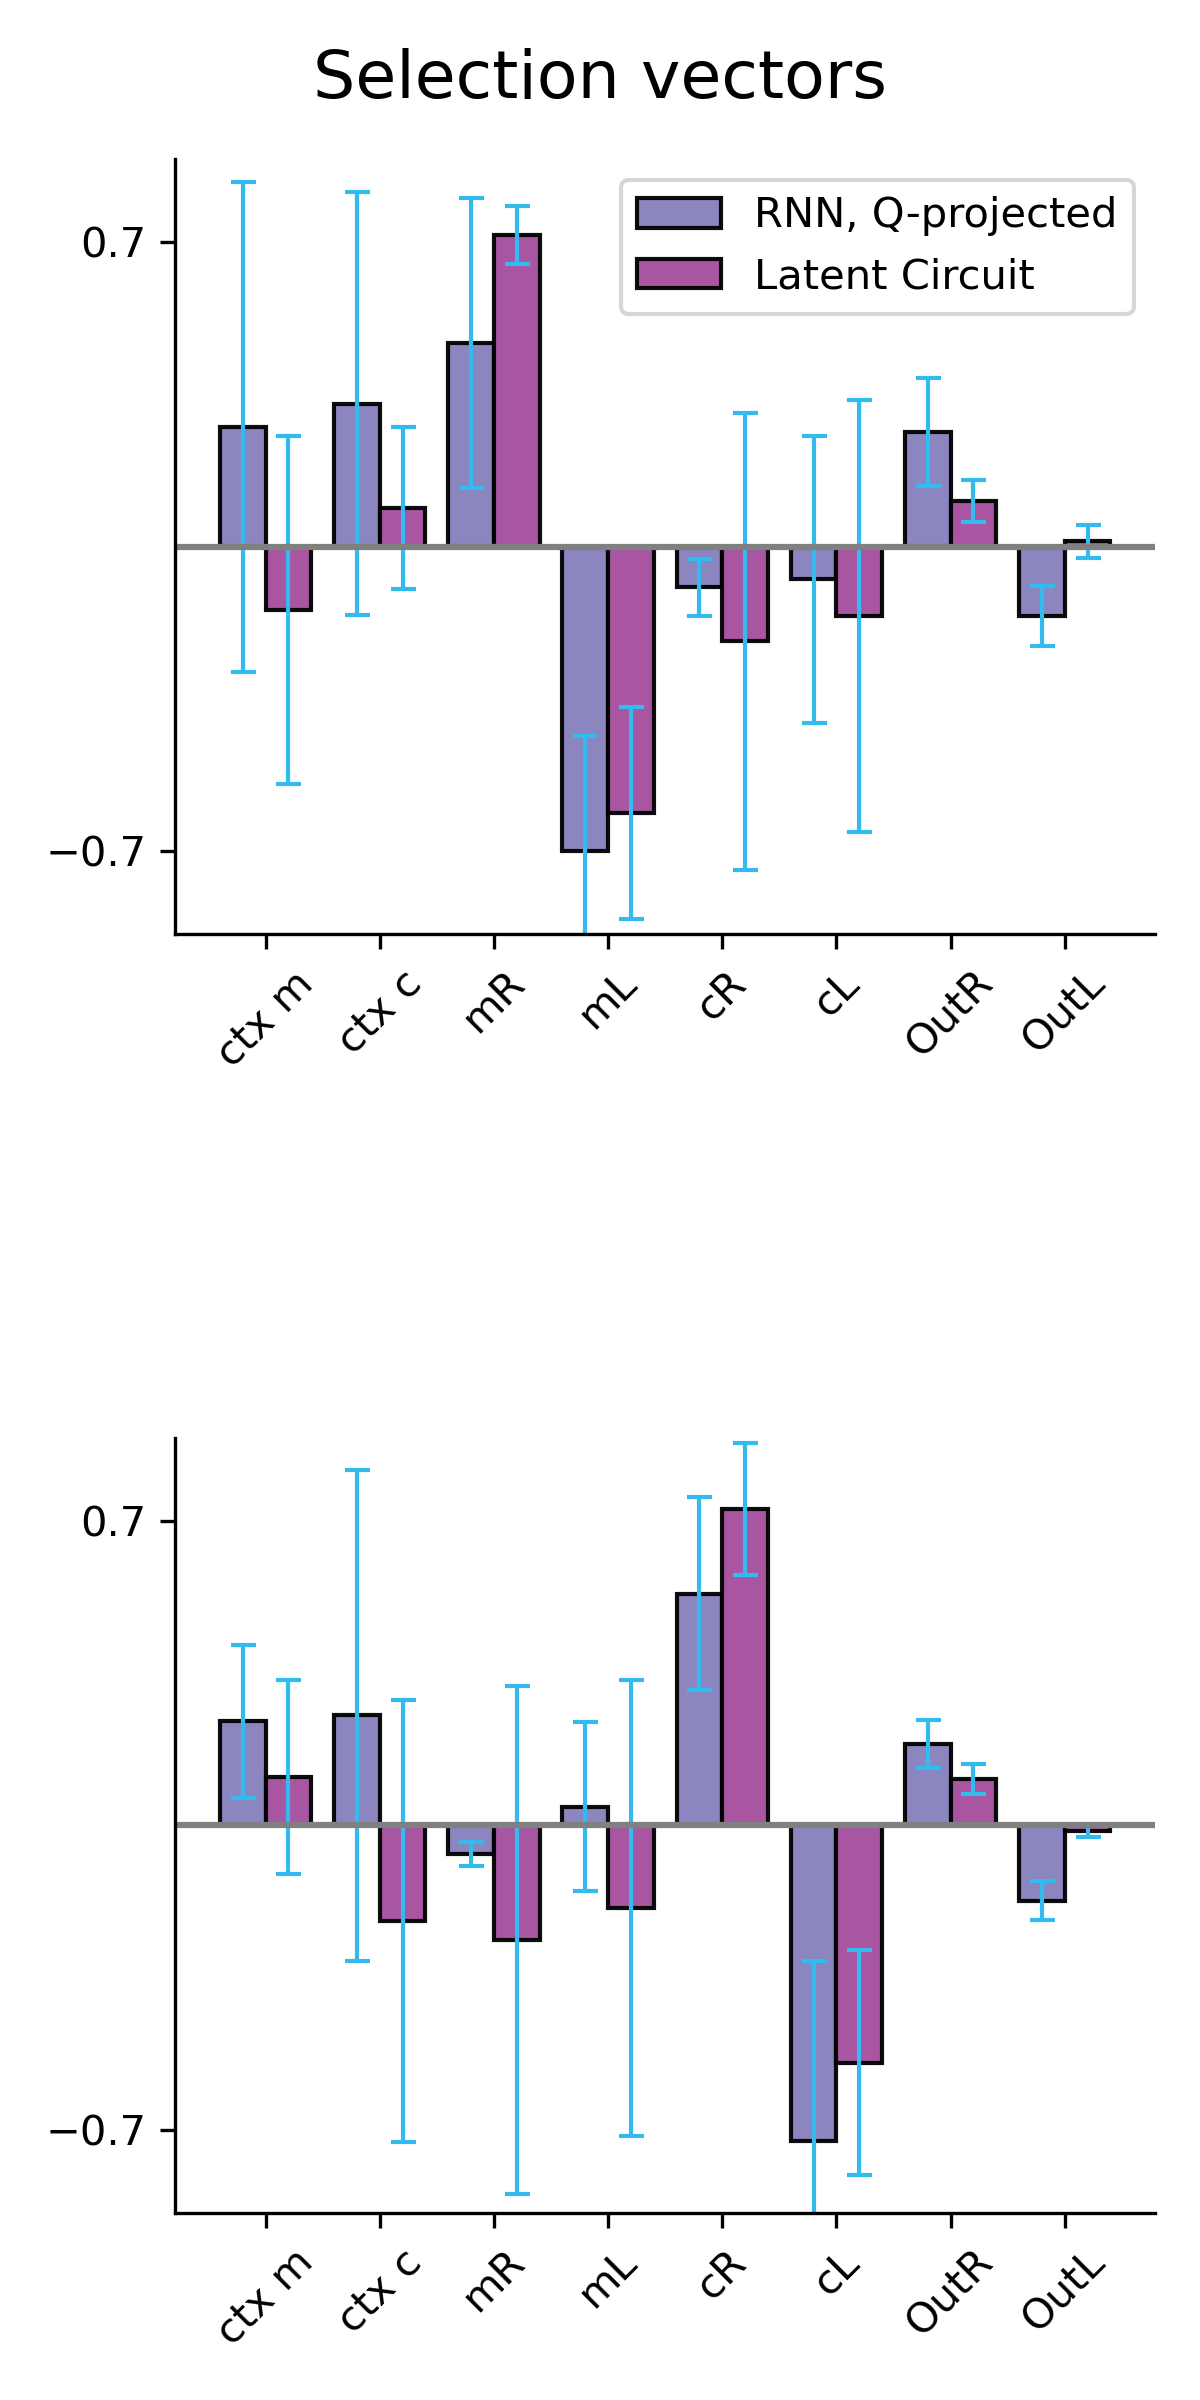 Selection vectors
RNN, Q-projected
Latent Circuit
0.7
−0.7
ctx m
ctx c
mR
mL
cR
cL
OutR
OutL
0.7
−0.7
ctx m
ctx c
mR
mL
cR
cL
OutR
OutL